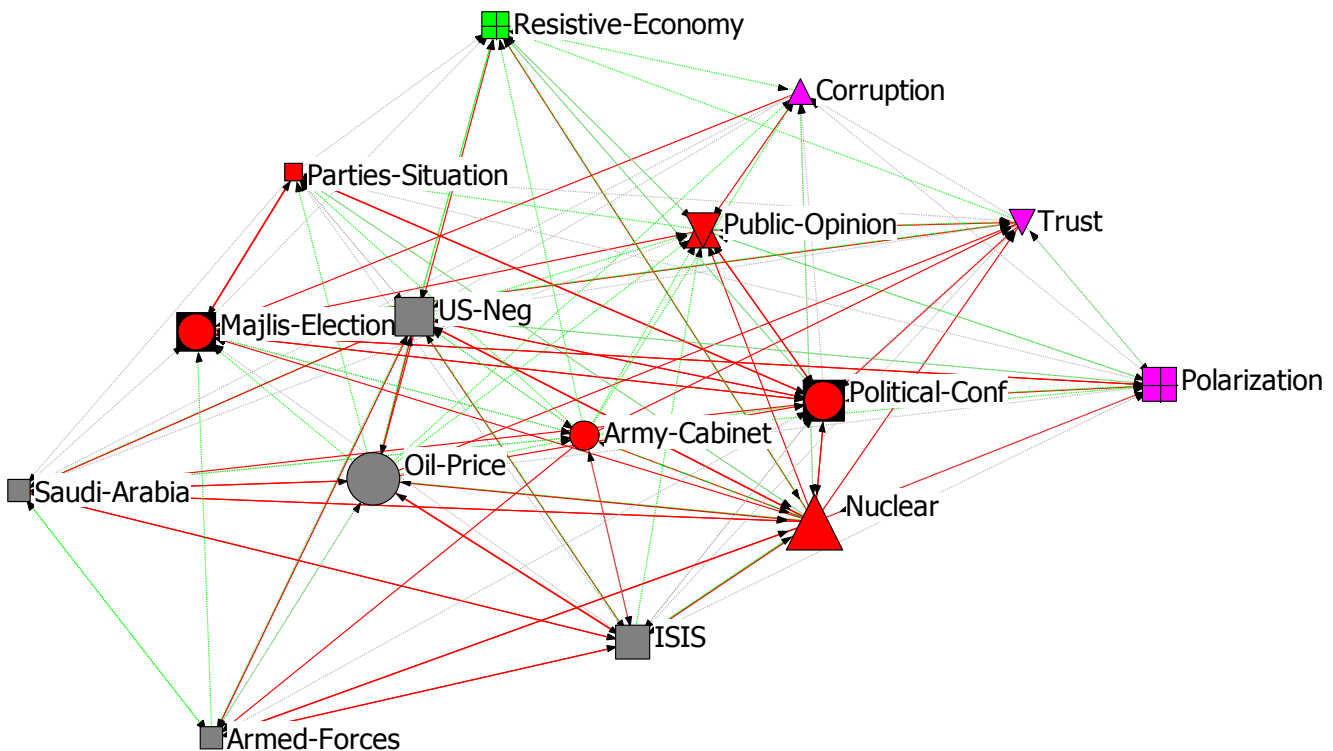 Resistive-Economy
Corruption
Parties-Situation
Public-Opinion
Trust
Majlis-Election
US-Neg
Polarization
Political-Conf
Army-Cabinet
Oil-Price
Saudi-Arabia
Nuclear
ISIS
Armed-Forces